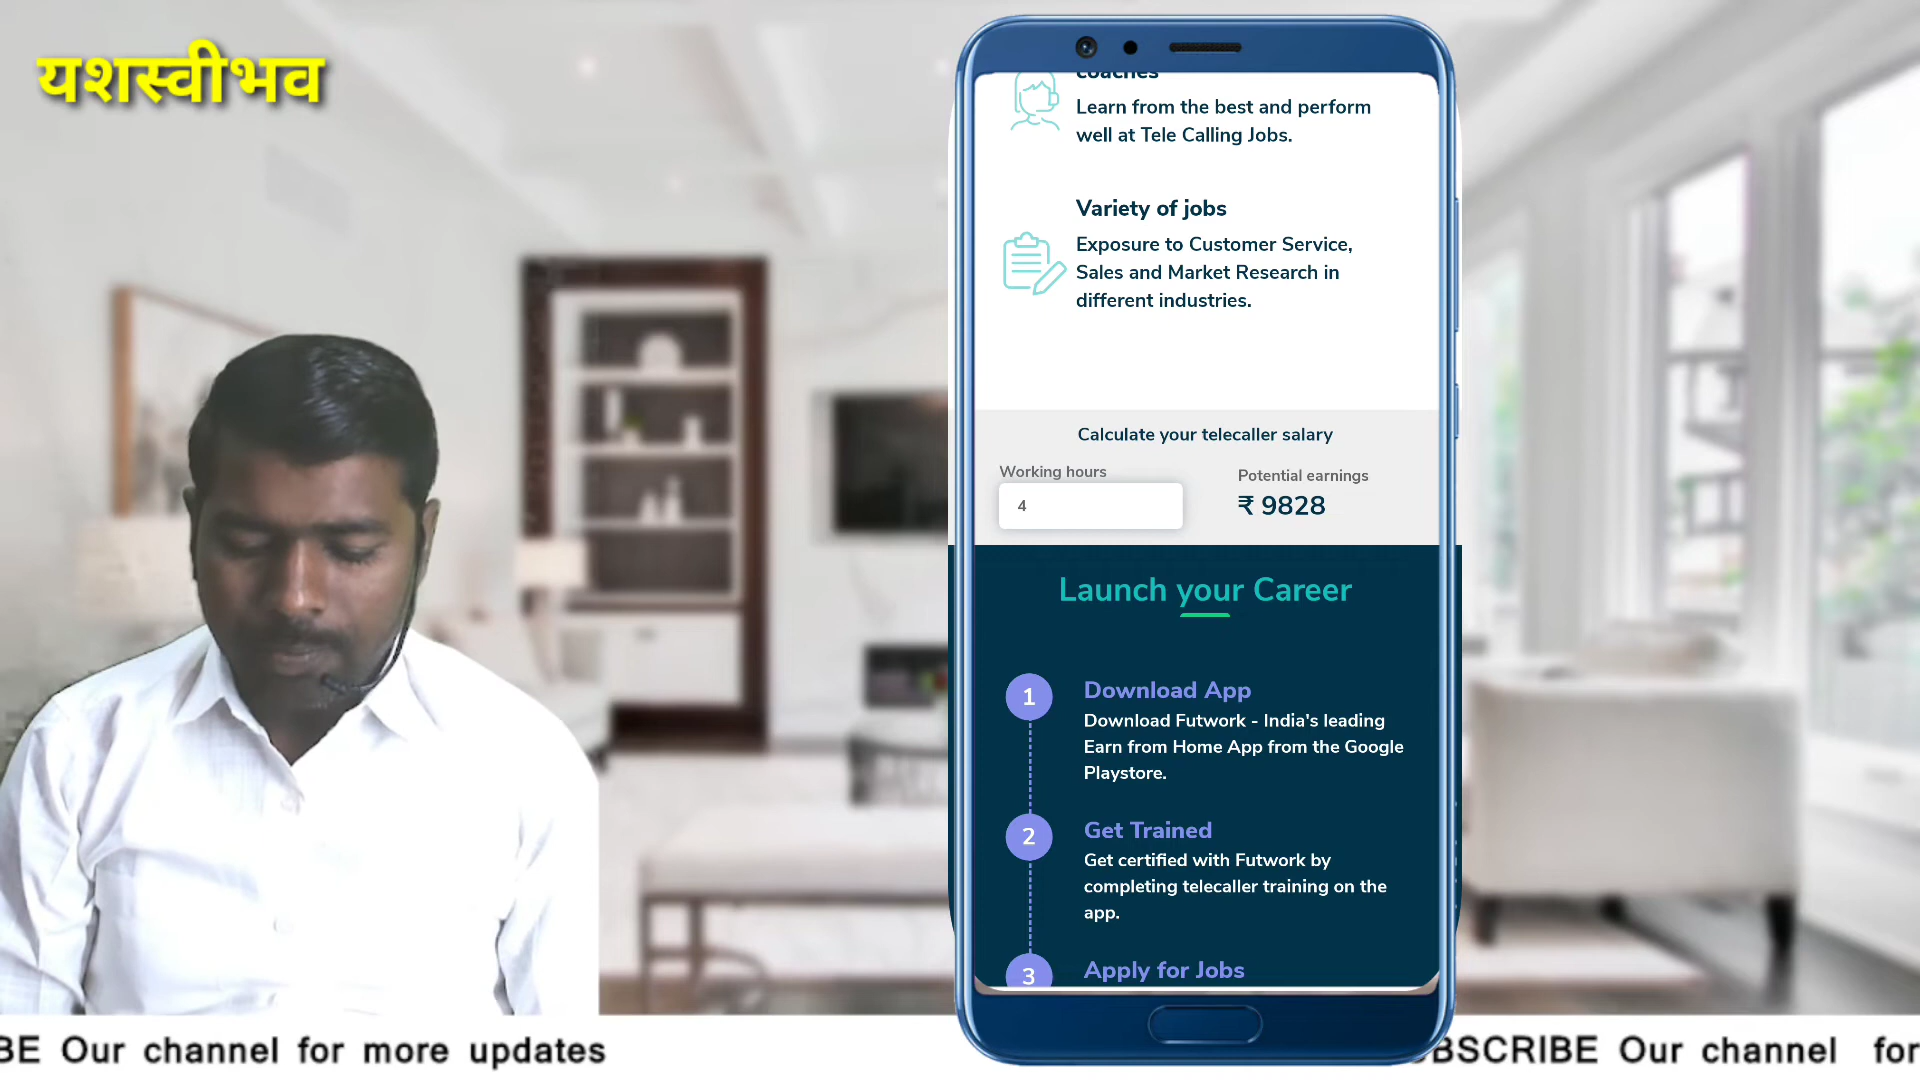 यशस्वीभव
coaches
Learn from the best and perform
well at Tele Calling Jobs.
Variety of jobs
Exposure to Customer Service,
Sales and Market Research in
different industries.
Calculate your telecaller salary
Working hours
4
Potential earnings
₹ 9828
Launch your Career
1
Download App
Download Futwork - India's leading
Earn from Home App from the Google
Playstore.
2
Get Trained
Get certified with Futwork by
completing telecaller training on the
app.
3
Apply for Jobs
BE Our channel for more updates
BSCRIBE Our channel for